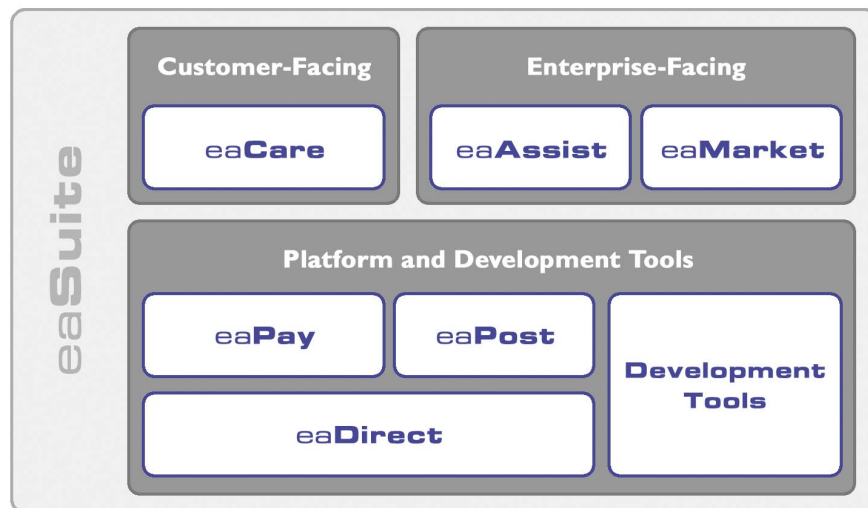 eaSuite
Customer-Facing
eaCare
Enterprise-Facing
eaAssist
eaMarket
Platform and Development Tools
eaPay
eaPost
eaDirect
Development
Tools